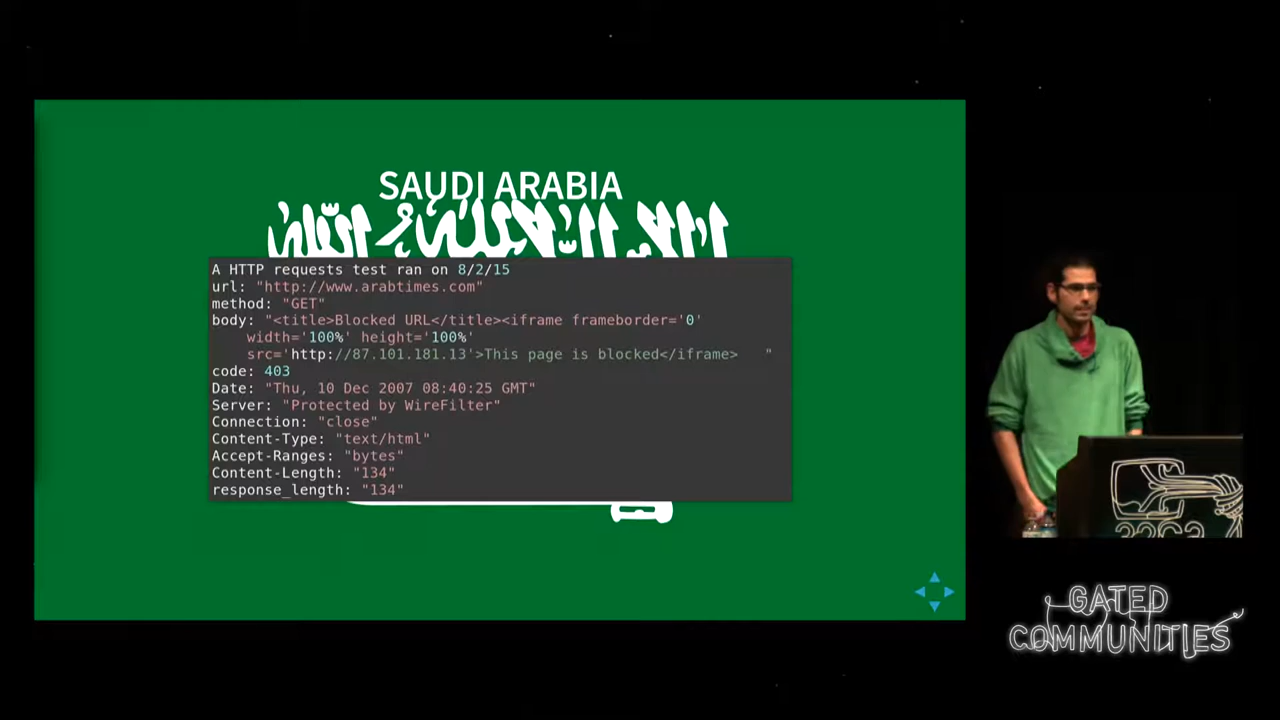 SAUDI ARABIA
A HTTP requests test ran on 8/2/15
url: "http://www.arabtimes.com"
method: "GET"
body: "<title>Blocked URL</title><iframe frameborder='0'
width='100%' height='100%'
src='http://87.101.181.13'>This page is blocked</iframe>    "
code: 403
Date: "Thu, 10 Dec 2007 08:40:25 GMT"
Server: "Protected by WireFilter"
Connection: "close"
Content-Type: "text/html"
Accept-Ranges: "bytes"
Content-Length: "134"
response_length: "134"
32C3
GATED
COMMUNITIES